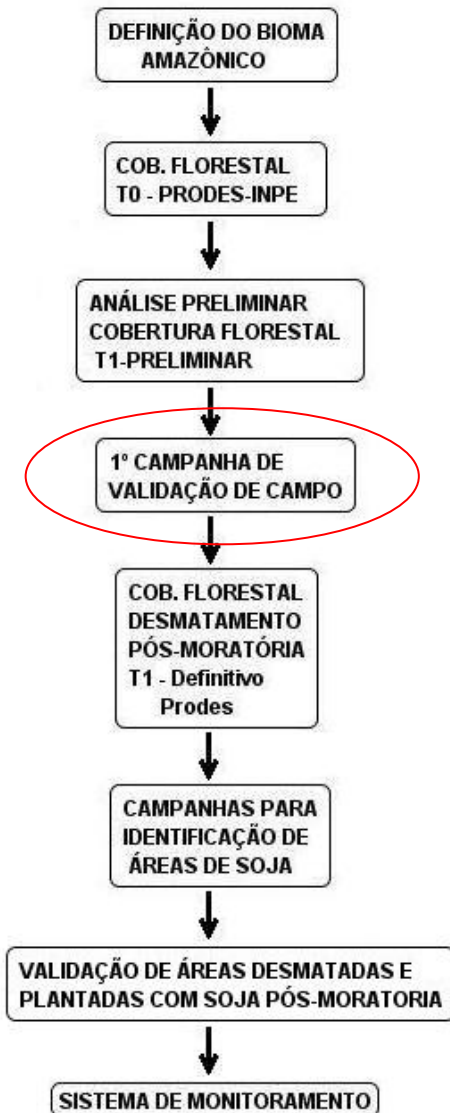 DEFINIÇÃO DO BIOMA
AMAZÔNICO
COB. FLORESTAL
T0 - PRODES-INPE
ANÁLISE PRELIMINAR
COBERTURA FLORESTAL
T1-PRELIMINAR
1º CAMPANHA DE
VALIDAÇÃO DE CAMPO
COB. FLORESTAL
DESMATAMENTO
PÓS-MORATÓRIA
T1 - Definitivo
Prodes
CAMPANHAS PARA
IDENTIFICAÇÃO DE
ÁREAS DE SOJA
VALIDAÇÃO DE ÁREAS DESMATADAS E
PLANTADAS COM SOJA PÓS-MORATORIA
SISTEMA DE MONITORAMENTO